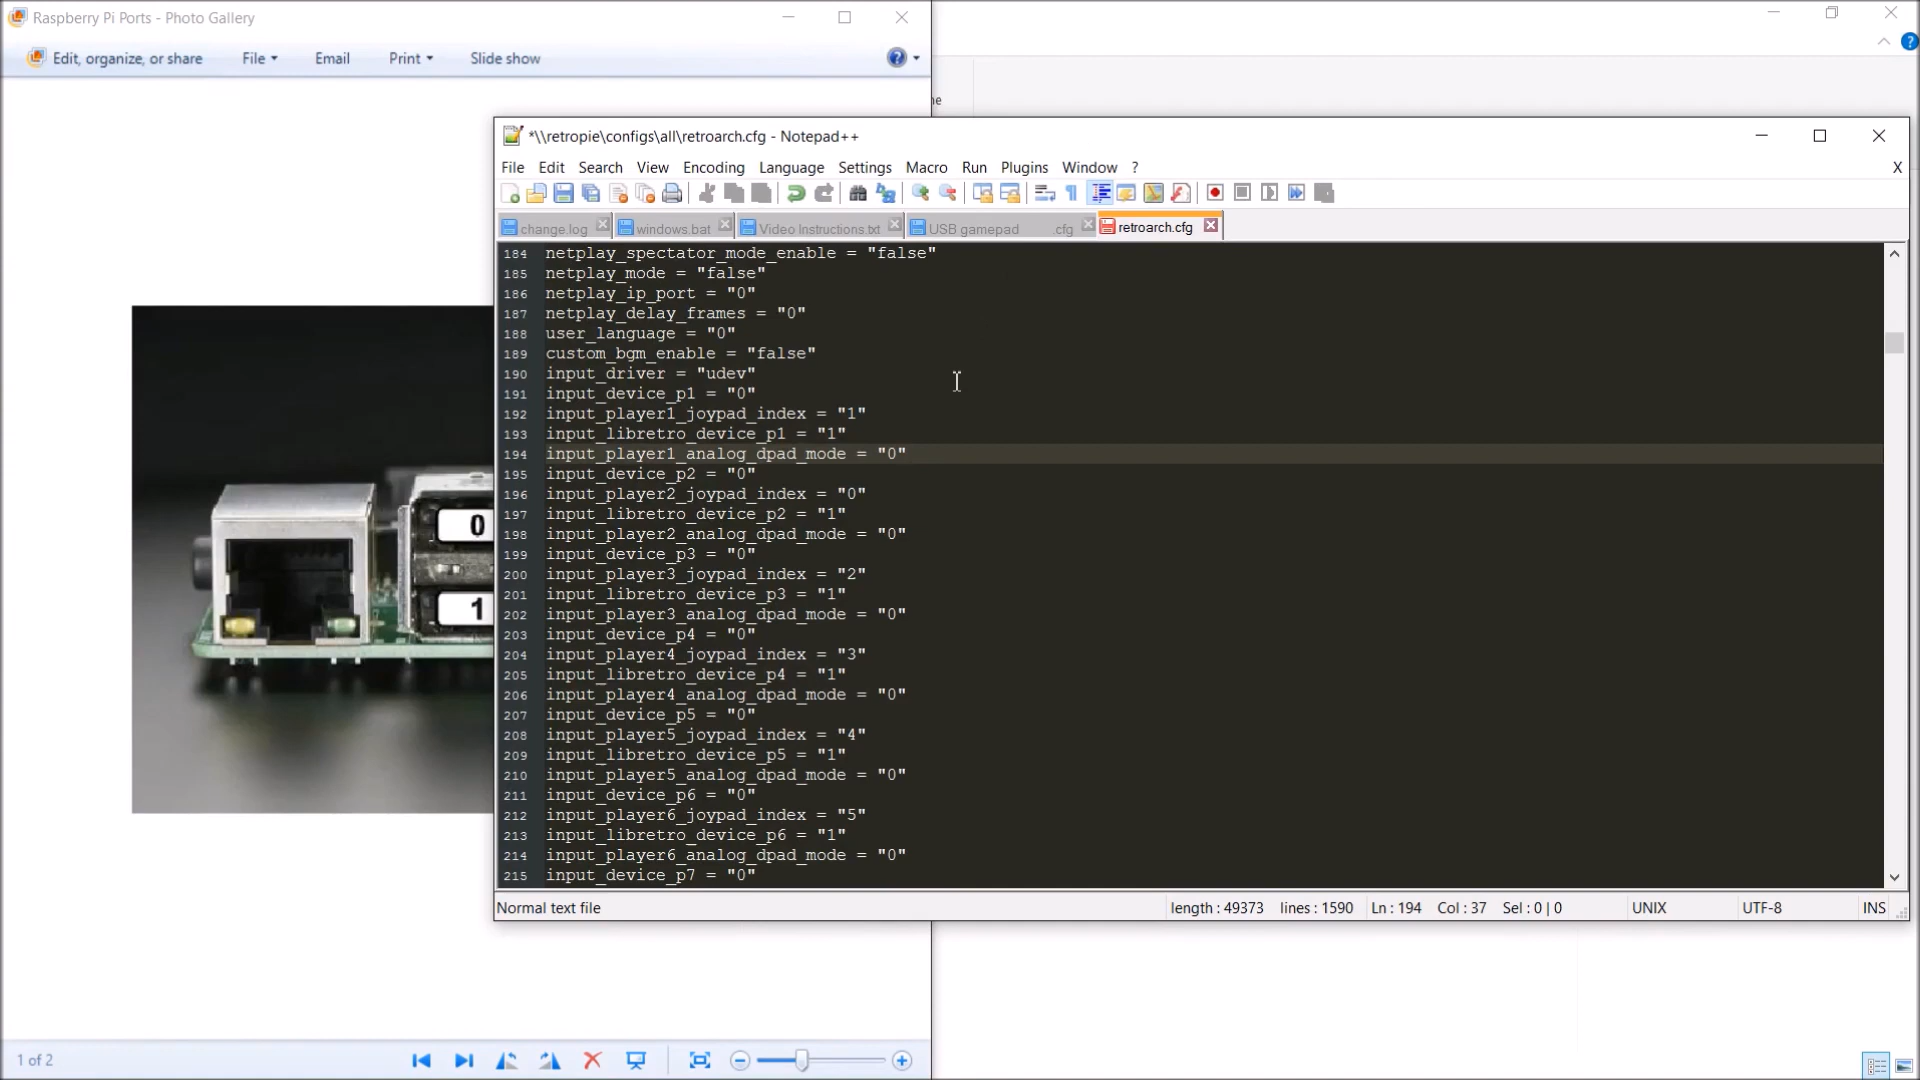 Raspberry Pi Ports - Photo Gallery
Edit, organize, or share File Email Print Slide show
?
?
0
1
1 of 2
*\\retropie\configs\all\retroarch.cfg - Notepad++
File Edit Search View Encoding Language Settings Macro Run Plugins Window ?
X
change.log windows.bat Video Instructions.txt USB gamepad .cfg retroarch.cfg
184 netplay_spectator_mode_enable = "false"
185 netplay_mode = "false"
186 netplay_ip_port = "0"
187 netplay_delay_frames = "0"
188 user_language = "0"
189 custom_bgm_enable = "false"
190 input_driver = "udev"
191 input_device_p1 = "0"
192 input_player1_joypad_index = "1"
193 input_libretro_device_p1 = "1"
194 input_player1_analog_dpad_mode = "0"
195 input_device_p2 = "0"
196 input_player2_joypad_index = "0"
197 input_libretro_device_p2 = "1"
198 input_player2_analog_dpad_mode = "0"
199 input_device_p3 = "0"
200 input_player3_joypad_index = "2"
201 input_libretro_device_p3 = "1"
202 input_player3_analog_dpad_mode = "0"
203 input_device_p4 = "0"
204 input_player4_joypad_index = "3"
205 input_libretro_device_p4 = "1"
206 input_player4_analog_dpad_mode = "0"
207 input_device_p5 = "0"
208 input_player5_joypad_index = "4"
209 input_libretro_device_p5 = "1"
210 input_player5_analog_dpad_mode = "0"
211 input_device_p6 = "0"
212 input_player6_joypad_index = "5"
213 input_libretro_device_p6 = "1"
214 input_player6_analog_dpad_mode = "0"
215 input_device_p7 = "0"
Normal text file length : 49373 lines : 1590 Ln : 194 Col : 37 Sel : 0 | 0 UNIX UTF-8 INS